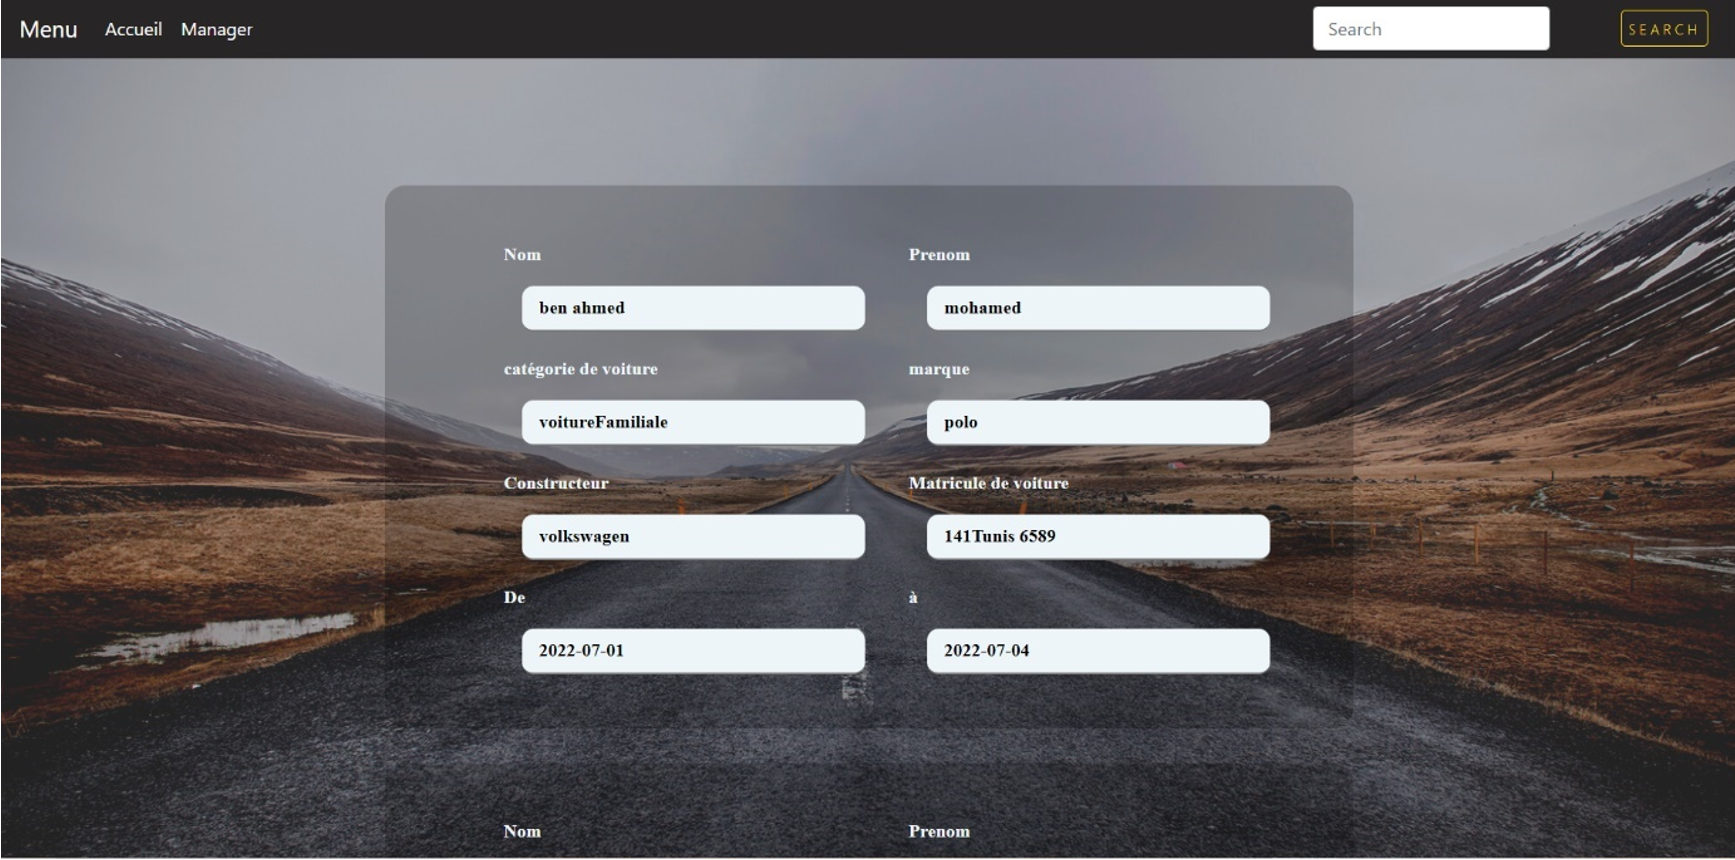 Menu Accueil Manager Search SEARCH
Nom Prenom
ben ahmed mohamed
catégorie de voiture marque
voitureFamiliale polo
Constructeur Matricule de voiture
volkswagen 141Tunis 6589
De à
2022-07-01 2022-07-04
Nom Prenom